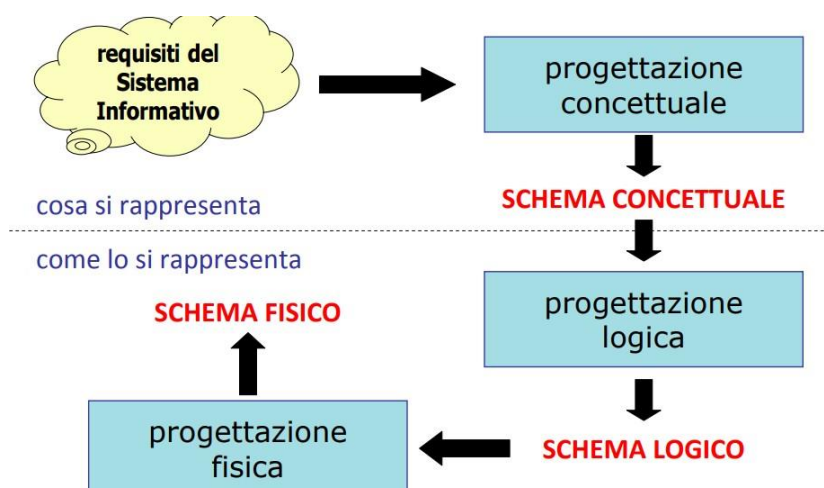 requisiti del
Sistema
Informativo
progettazione
concettuale
cosa si rappresenta
SCHEMA CONCETTUALE
come lo si rappresenta
progettazione
logica
SCHEMA FISICO
progettazione
fisica
SCHEMA LOGICO